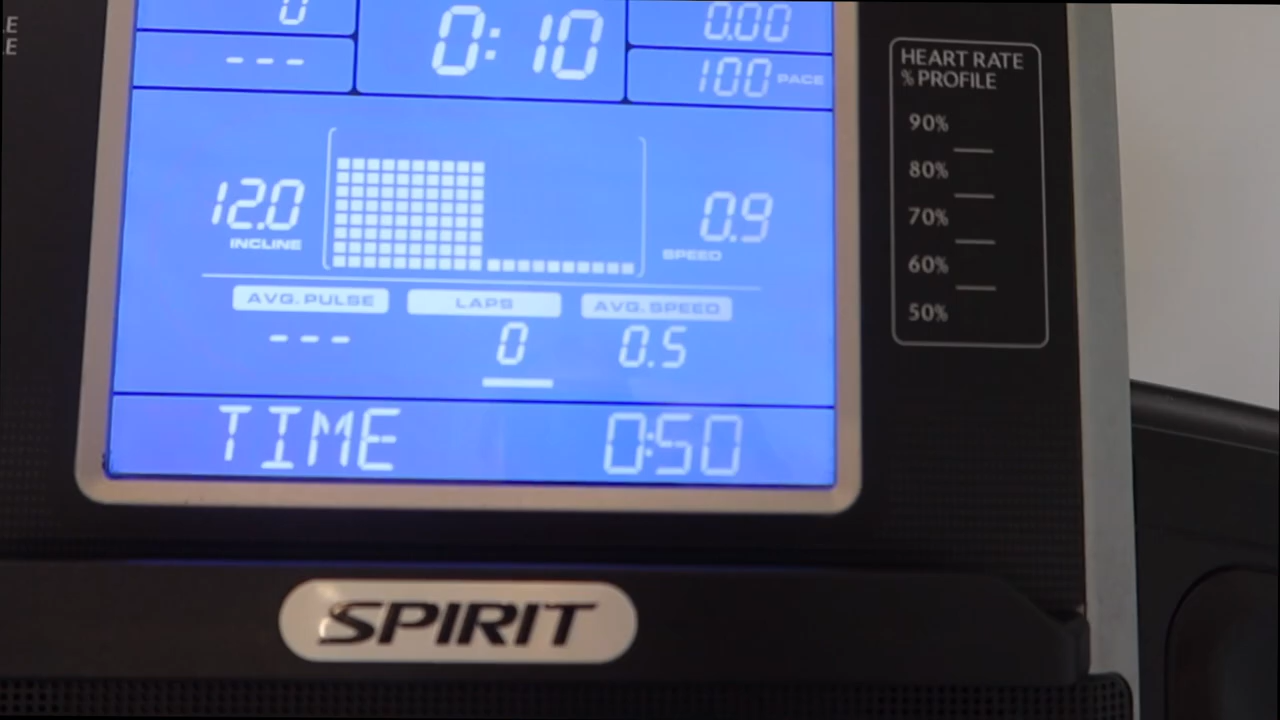 E
E
0
0:10
0.00
---
100 PACE
HEART RATE
% PROFILE
90%
80%
70%
60%
50%
12.0
INCLINE
0.9
SPEED
AVG. PULSE LAPS AVG. SPEED
--- 0 0.5
TIME 0:50
SPIRIT